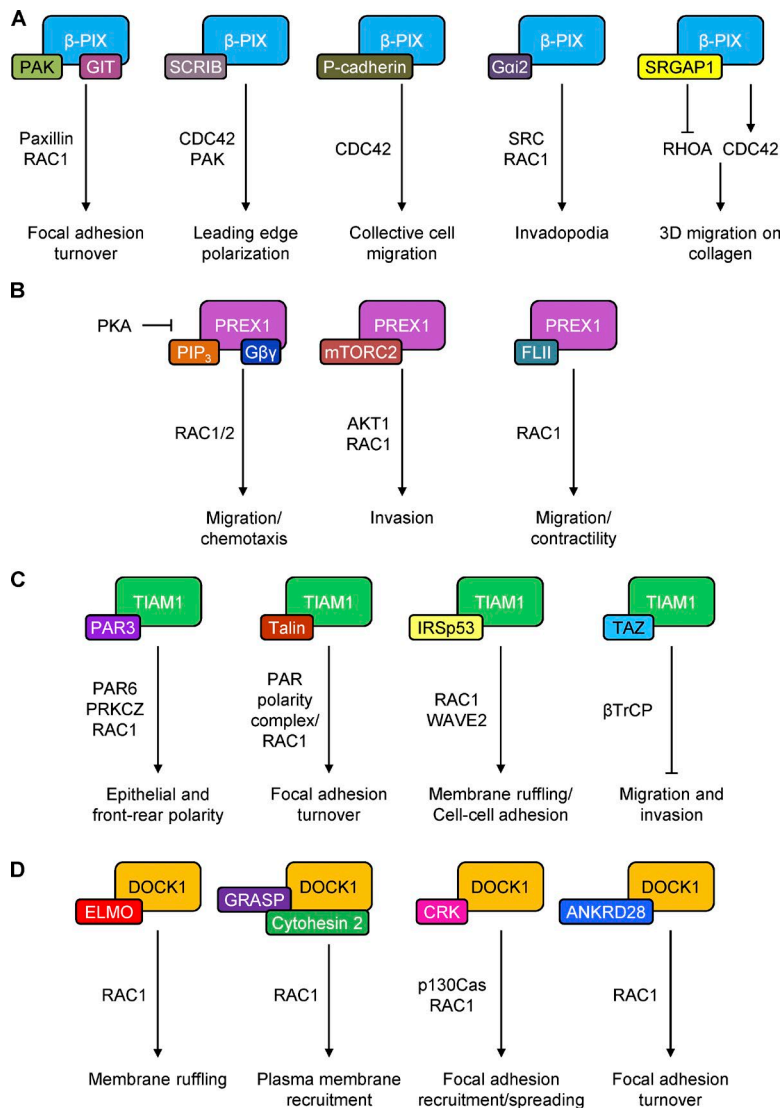 A
β-PIX
PAK
GIT
Paxillin
RAC1
Focal adhesion
turnover
β-PIX
SCRIB
CDC42
PAK
Leading edge
polarization
β-PIX
P-cadherin
CDC42
Collective cell
migration
β-PIX
Gαi2
SRC
RAC1
Invadopodia
β-PIX
SRGAP1
RHOA
CDC42
3D migration on
collagen
B
PKA
PREX1
PIP₃
Gβγ
RAC1/2
Migration/
chemotaxis
PREX1
mTORC2
AKT1
RAC1
Invasion
PREX1
FLII
RAC1
Migration/
contractility
C
TIAM1
PAR3
PAR6
PRKCZ
RAC1
Epithelial and
front-rear polarity
TIAM1
Talin
PAR
polarity
complex/
RAC1
Focal adhesion
turnover
TIAM1
IRSp53
RAC1
WAVE2
Membrane ruffling/
Cell-cell adhesion
TIAM1
TAZ
βTrCP
Migration and
invasion
D
DOCK1
ELMO
RAC1
Membrane ruffling
DOCK1
GRASP
Cytohesin 2
RAC1
Plasma membrane
recruitment
DOCK1
CRK
p130Cas
RAC1
Focal adhesion
recruitment/spreading
DOCK1
ANKRD28
RAC1
Focal adhesion
turnover